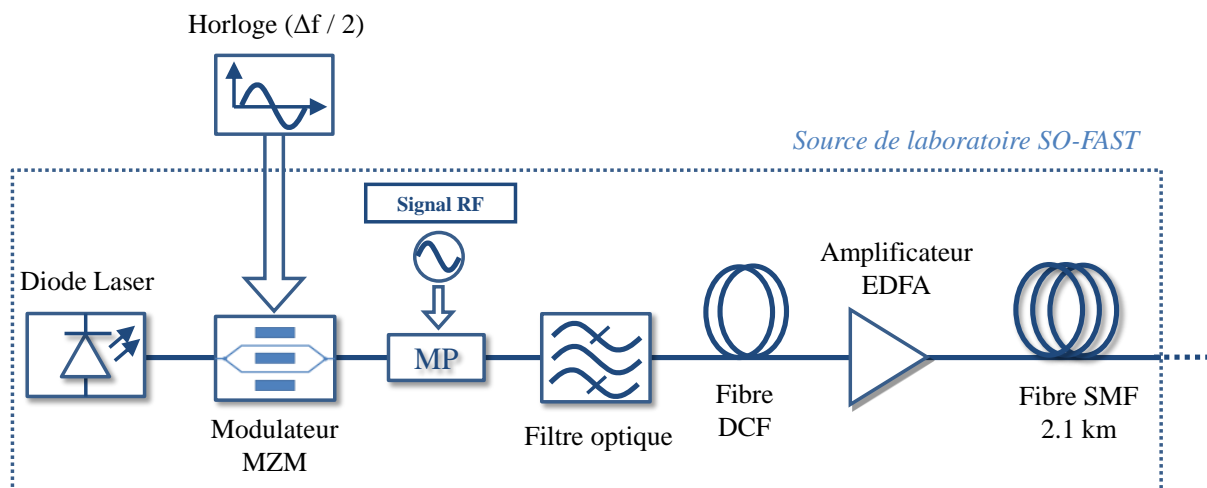 Horloge (Δf / 2)
Source de laboratoire SO-FAST
Signal RF
Diode Laser
Amplificateur
EDFA
MP
Modulateur
MZM
Filtre optique
Fibre
DCF
Fibre SMF
2.1 km